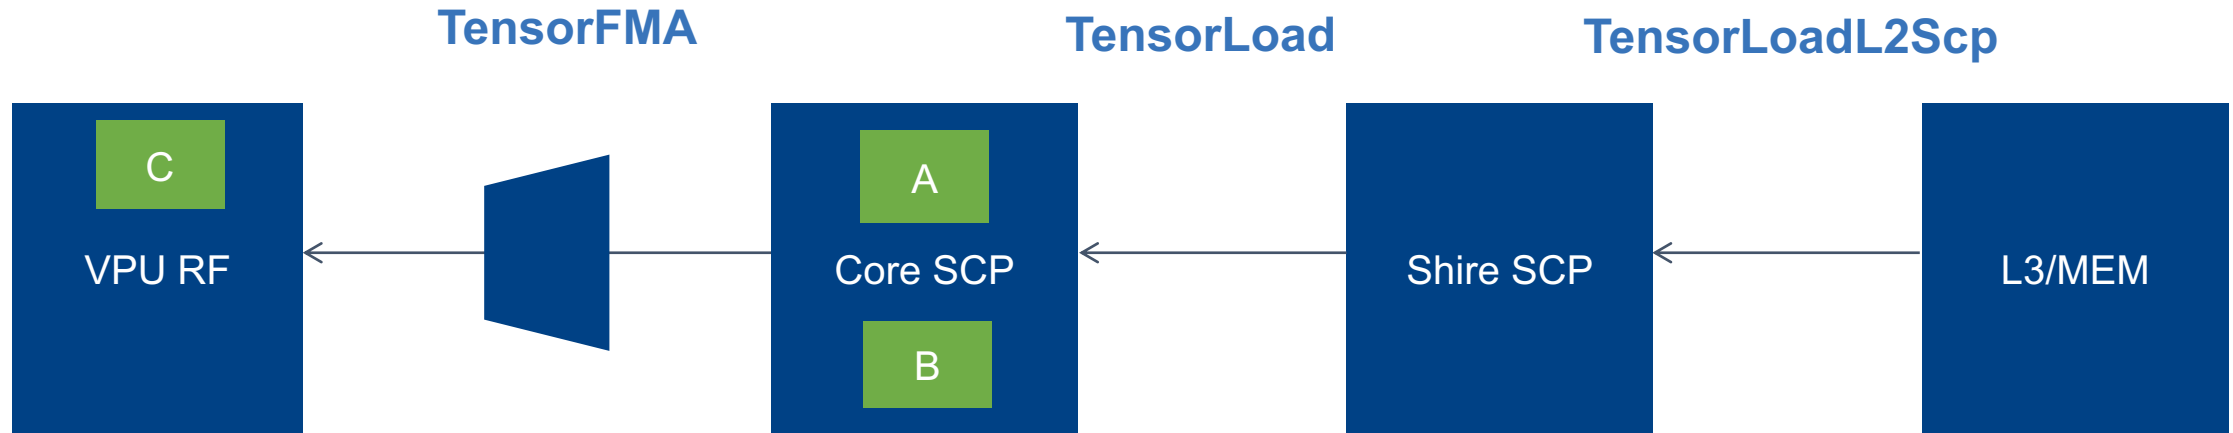 TensorFMA
TensorLoad
TensorLoadL2Scp
C
VPU RF
A
Core SCP
B
Shire SCP
L3/MEM